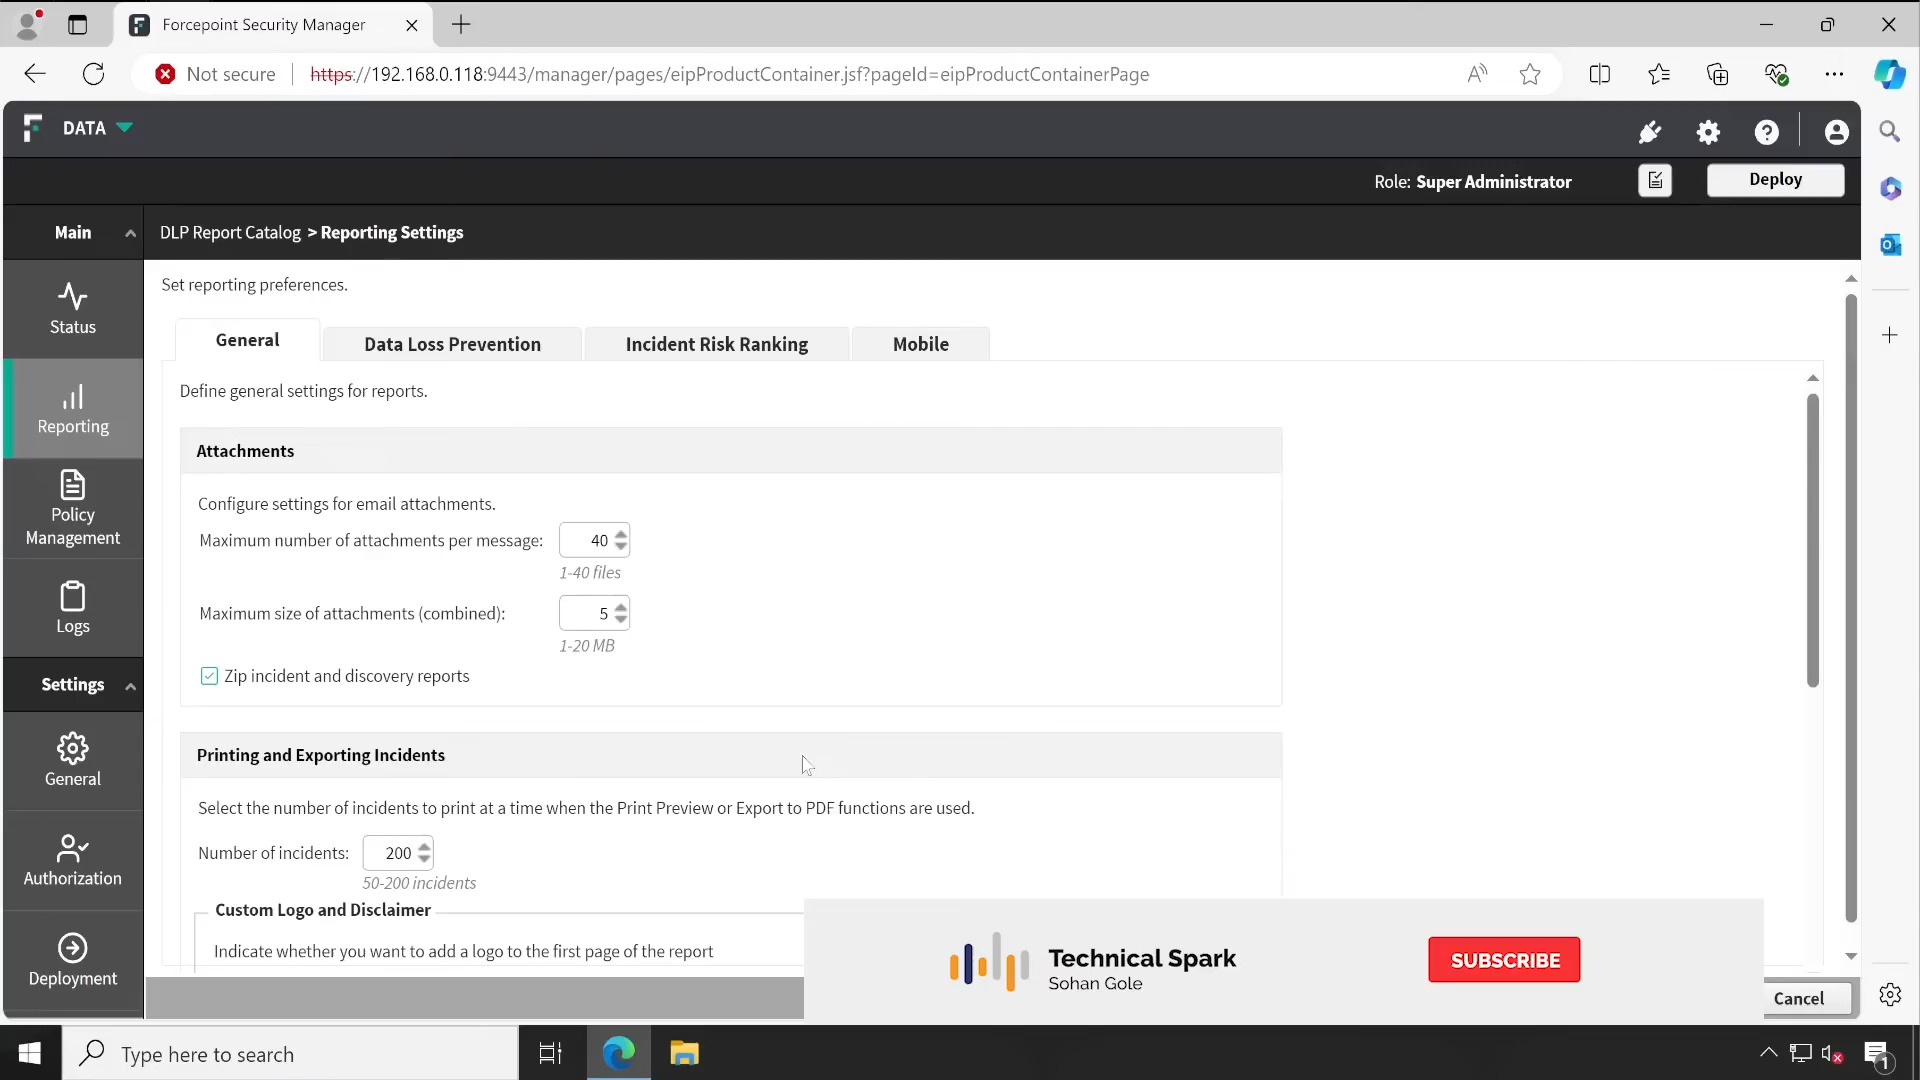 Forcepoint Security Manager
Not secure
https://192.168.0.118:9443/manager/pages/eipProductContainer.jsf?pageId=eipProductContainerPage
DATA
Role: Super Administrator
Deploy
Main
DLP Report Catalog > Reporting Settings
Set reporting preferences.
Status
General
Data Loss Prevention
Incident Risk Ranking
Mobile
Define general settings for reports.
Reporting
Attachments
Configure settings for email attachments.
Maximum number of attachments per message: 40
1-40 files
Maximum size of attachments (combined): 5
1-20 MB
Zip incident and discovery reports
Policy
Management
Logs
Settings
General
Authorization
Deployment
Printing and Exporting Incidents
Select the number of incidents to print at a time when the Print Preview or Export to PDF functions are used.
Number of incidents: 200
50-200 incidents
Custom Logo and Disclaimer
Indicate whether you want to add a logo to the first page of the report
Technical Spark
Sohan Gole
SUBSCRIBE
Cancel
Type here to search
1